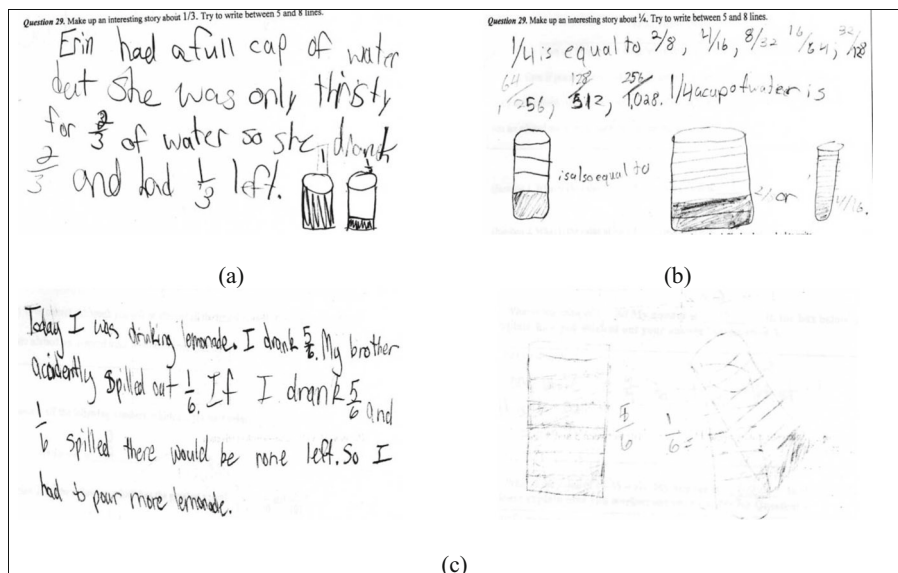 Question 29. Make up an interesting story about 1/3. Try to write between 5 and 8 lines.
Erin had a full cap of water
but she was only thristy
for 2/3 of water so she drank
2/3 and had 1/3 left.
(a)
Question 29. Make up an interesting story about ¼. Try to write between 5 and 8 lines.
1/4 is equal to 2/8, 4/16, 8/32 16/64, 32/128
64/256, 128/512, 256/1,028. 1/4 a cup of water is
is also equal to
or
4/16.
(b)
Today I was drinking lemonade. I drank 5/6. My brother
accidently spilled out 1/6. If I drank 5/6 and
1/6 spilled there would be none left. So I
had to pour more lemonade.
5/6
1/6 =
(c)